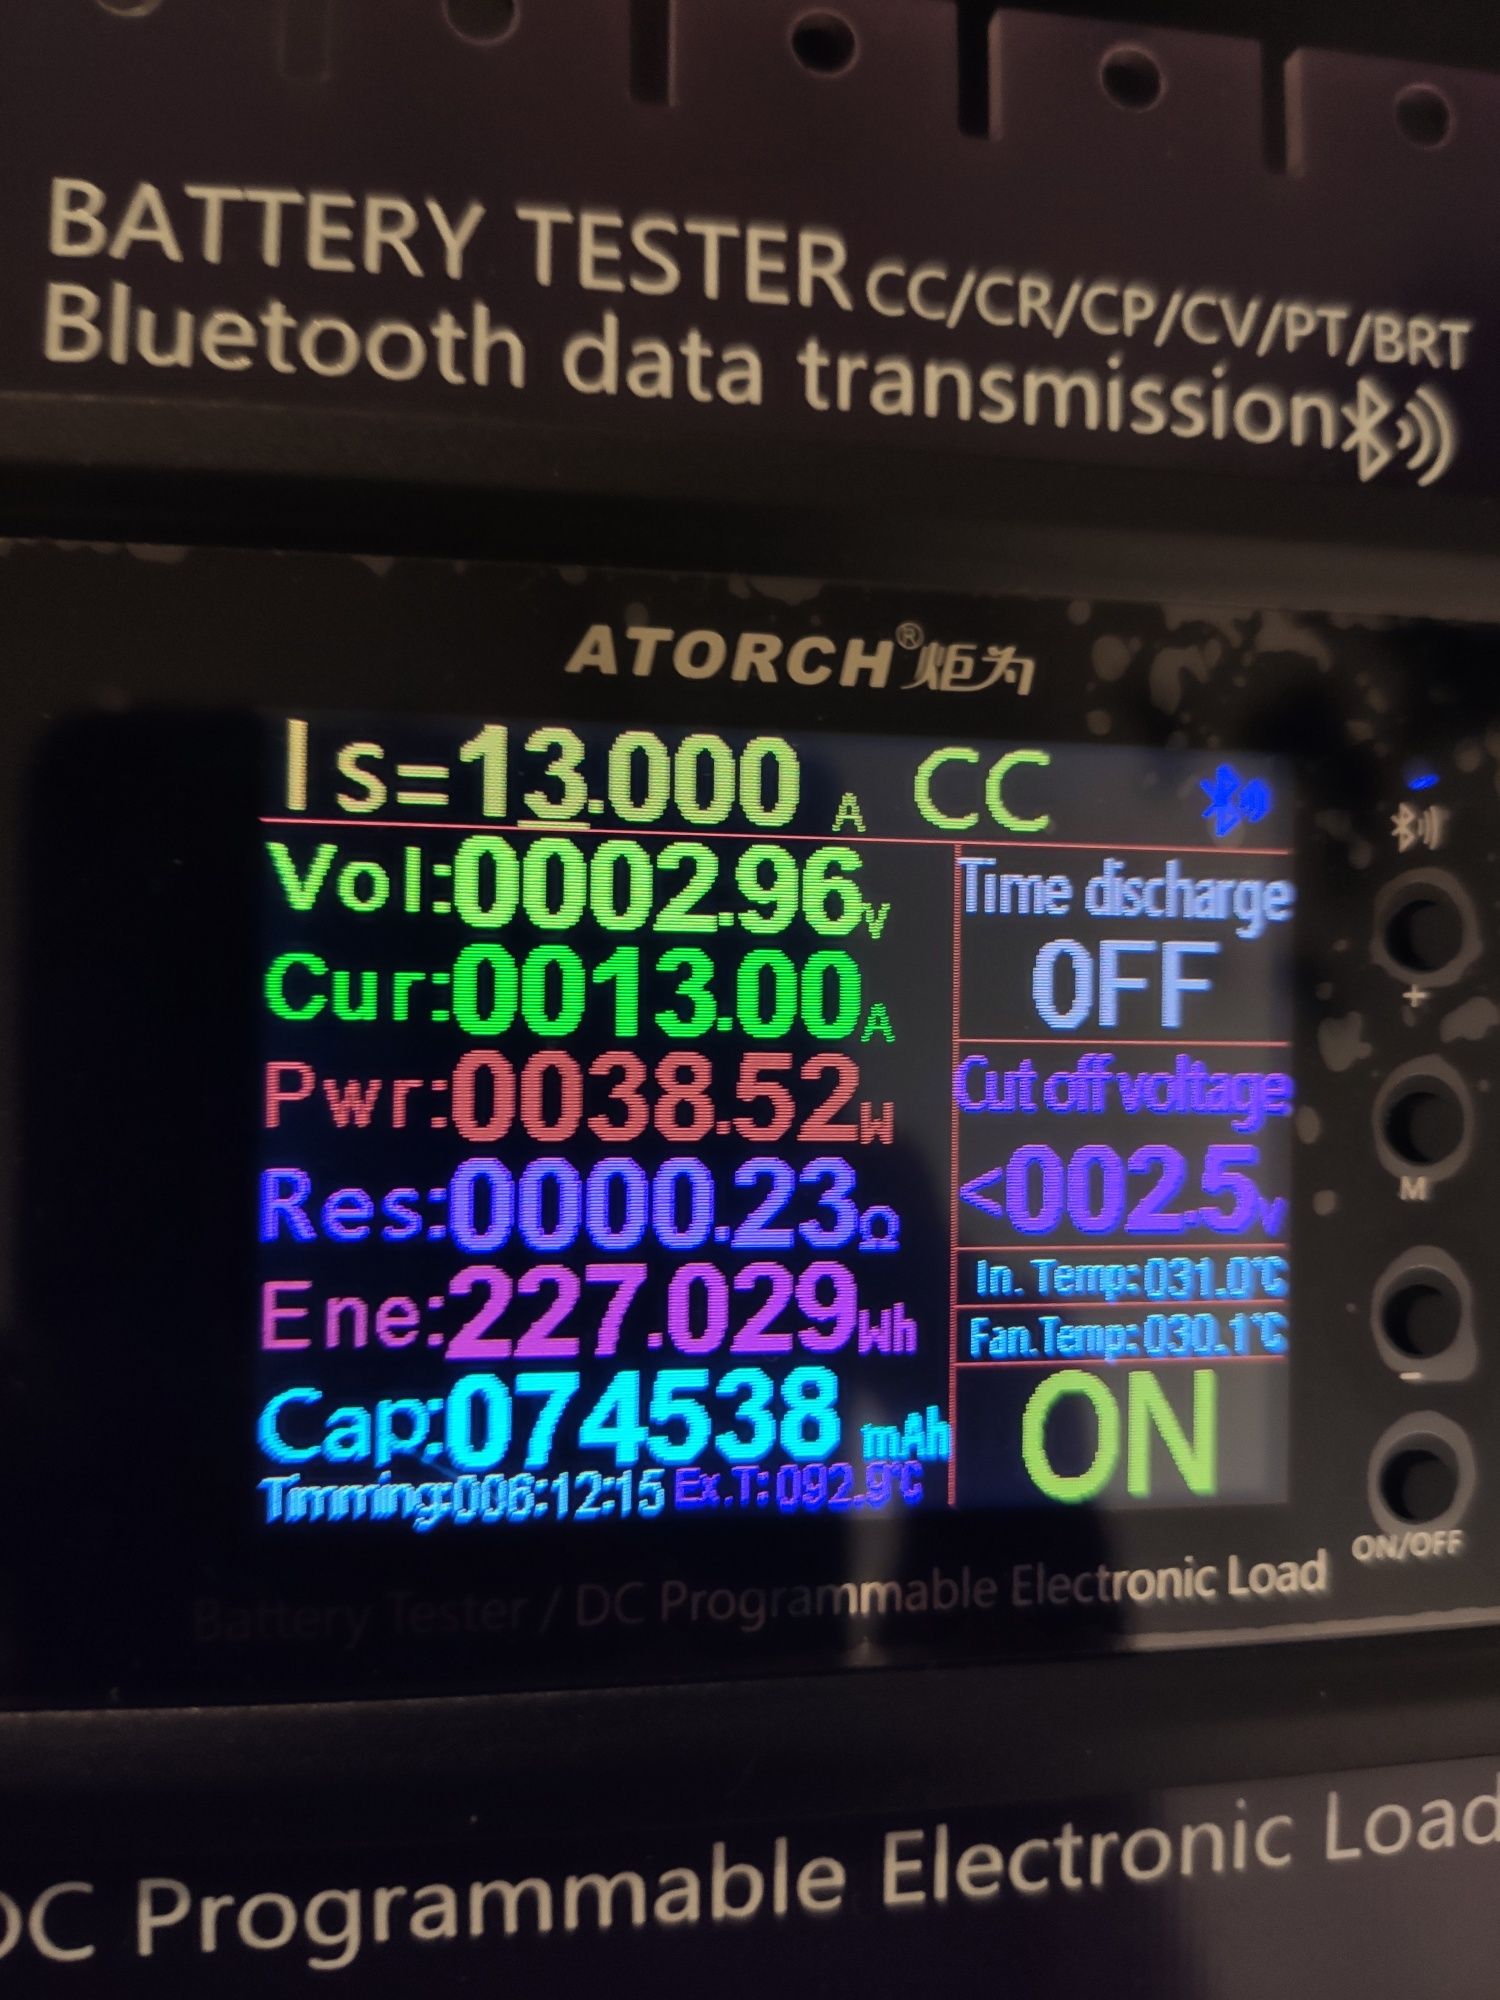 BATTERY TESTER CC/CR/CP/CV/PT/BRT
Bluetooth data transmission
ATORCH® 炬为
Is=13.000 A CC
Vol:0002.96V
Cur:0013.00A
Pwr:0038.52W
Res:0000.23Ω
Ene:227.029Wh
Cap:074538 mAh
Timming:006:12:15 Ex.T:092.9℃
Time discharge
OFF
Cut off voltage
<002.5V
In. Temp:031.0℃
Fan.Temp:030.1℃
ON
+
M
-
ON/OFF
Battery Tester / DC Programmable Electronic Load
DC Programmable Electronic Load